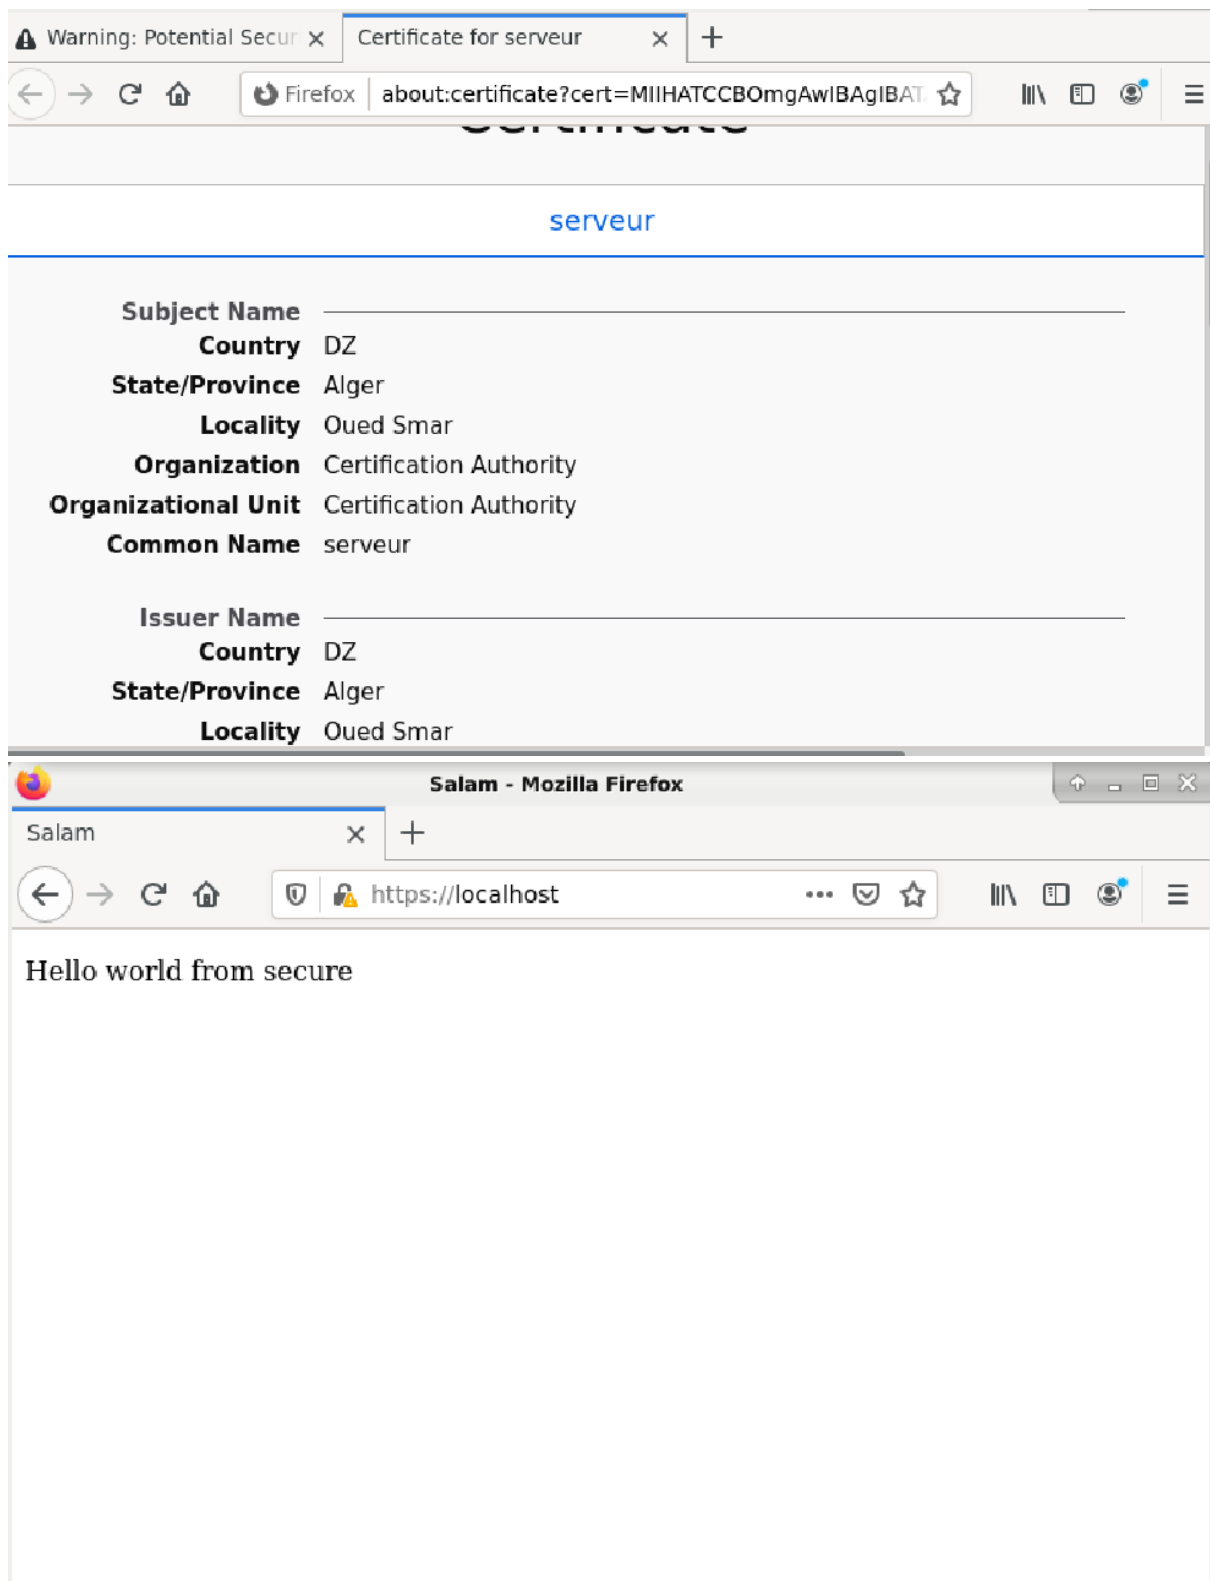 Warning: Potential Secur
Certificate for serveur
Firefox about:certificate?cert=MIIHATCCBOmgAwIBAgIBAT
Certificate
serveur
Subject Name
Country DZ
State/Province Alger
Locality Oued Smar
Organization Certification Authority
Organizational Unit Certification Authority
Common Name serveur
Issuer Name
Country DZ
State/Province Alger
Locality Oued Smar
Salam - Mozilla Firefox
Salam
https://localhost
Hello world from secure